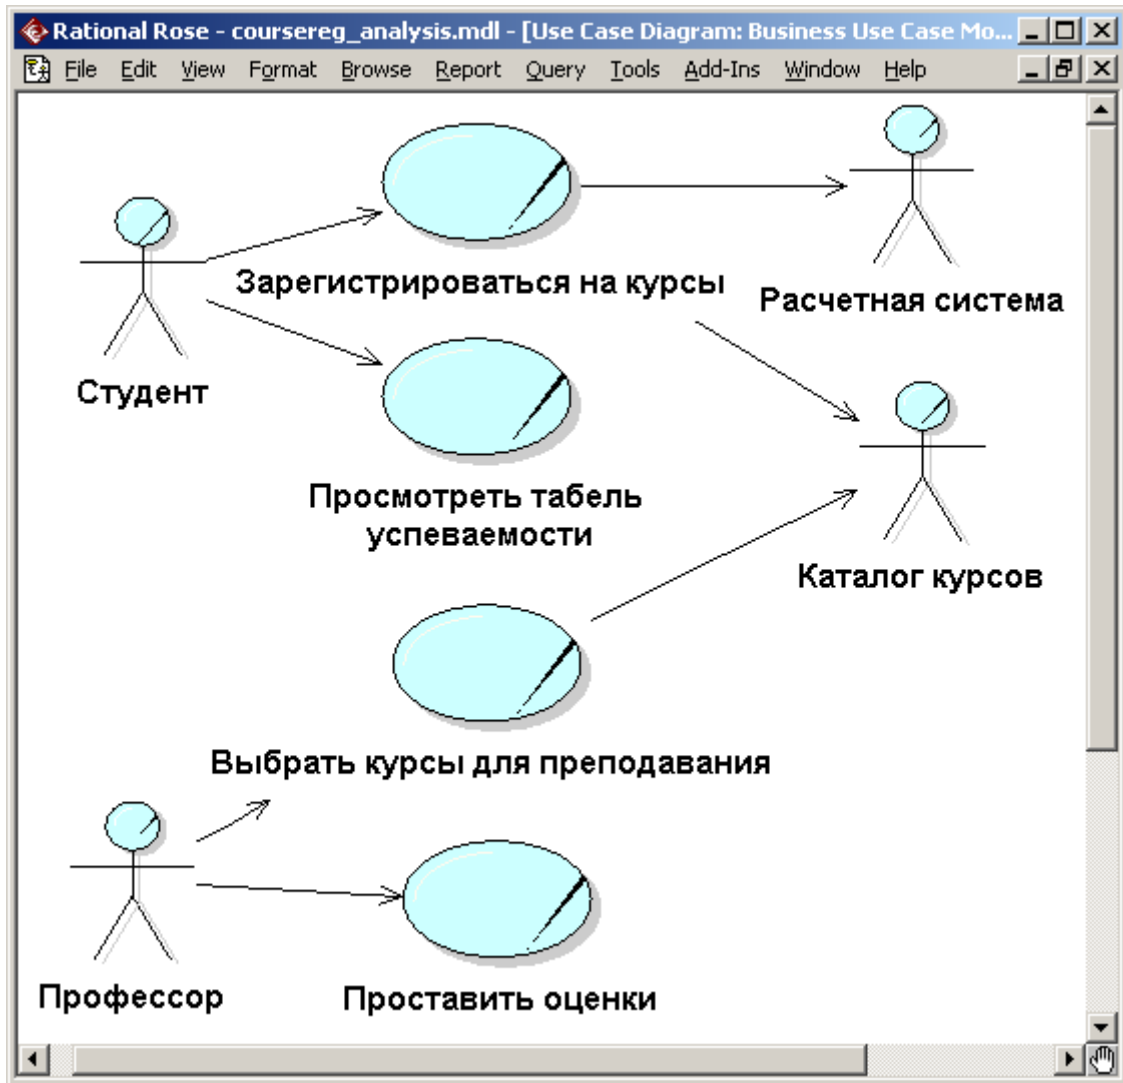 Rational Rose - coursereg_analysis.mdl - [Use Case Diagram: Business Use Case Mo...
File Edit View Format Browse Report Query Tools Add-Ins Window Help
Зарегистрироваться на курсы
Расчетная система
Студент
Просмотреть табель
успеваемости
Каталог курсов
Выбрать курсы для преподавания
Профессор
Проставить оценки